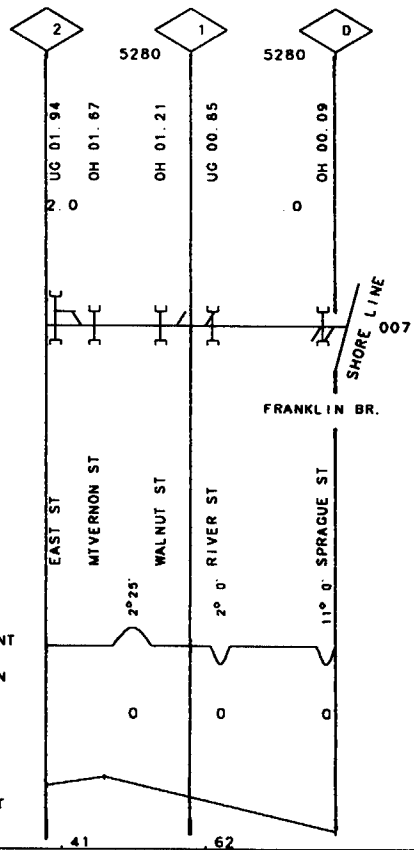 2 1 D
5280 5280
UG 01.94
OH 01.67
OH 01.21
UG 00.85
OH 00.09
2.0 .0
SHORE LINE
007
FRANKLIN BR.
EAST ST
MTVERNON ST
WALNUT ST
RIVER ST
SPRAGUE ST
2° 25'
2° 0'
11° 0'
NT
N
0 0 0
T
.41 .62